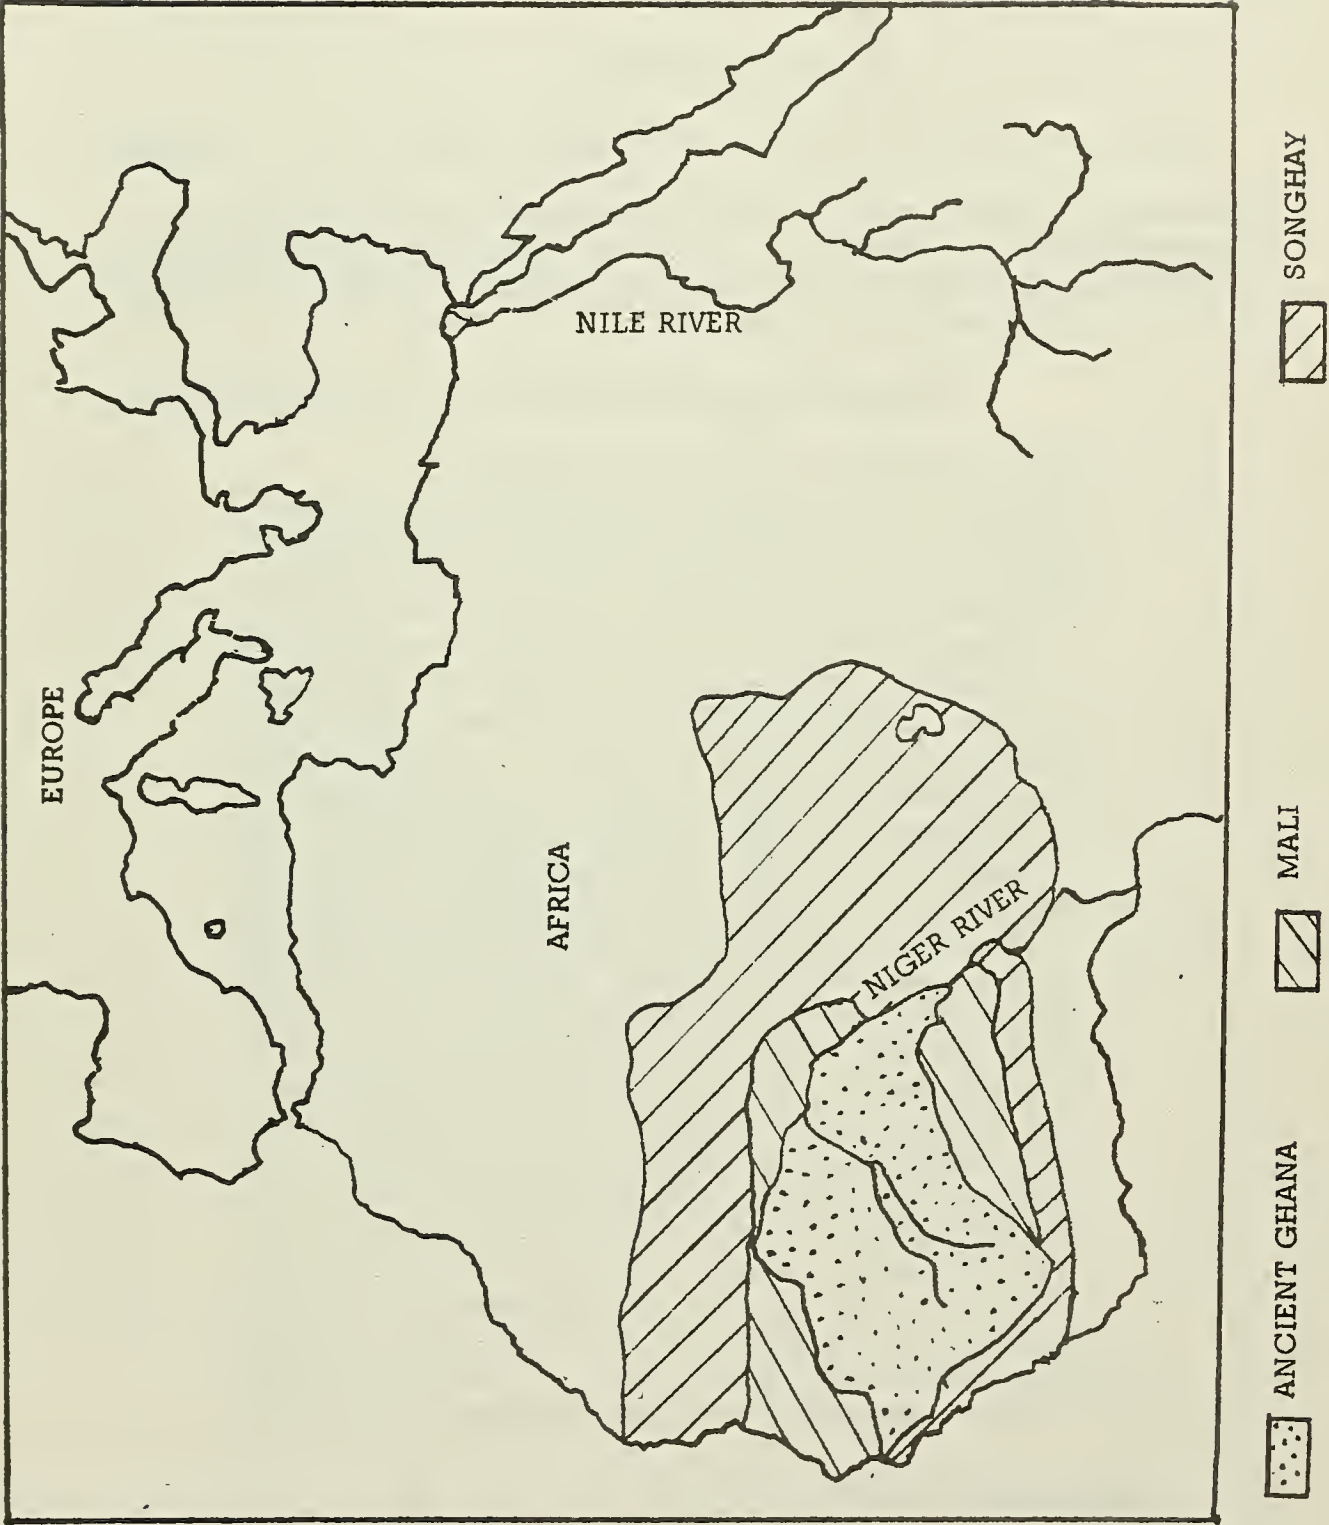 EUROPE
AFRICA
NILE RIVER
NIGER RIVER
ANCIENT GHANA
MALI
SONGHAY